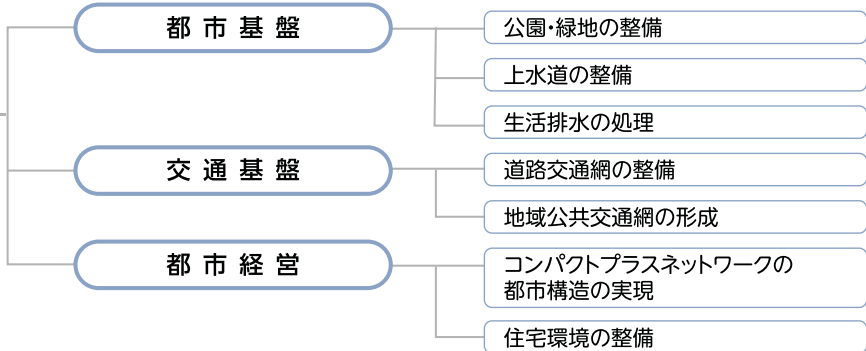 都市基盤
公園・緑地の整備
上水道の整備
生活排水の処理
交通基盤
道路交通網の整備
地域公共交通網の形成
都市経営
コンパクトプラスネットワークの
都市構造の実現
住宅環境の整備